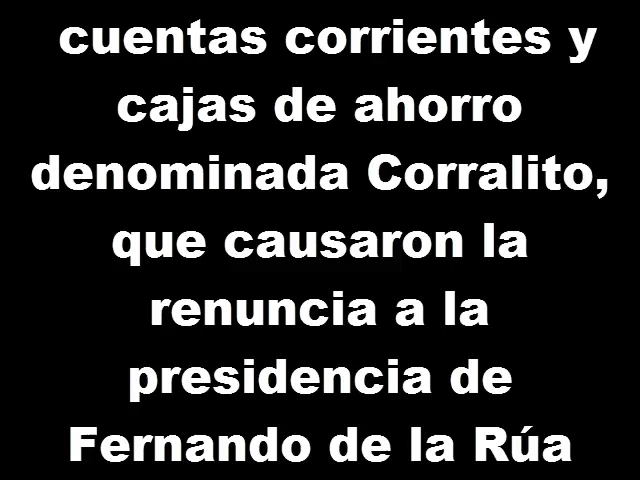 cuentas corrientes y
cajas de ahorro
denominada Corralito,
que causaron la
renuncia a la
presidencia de
Fernando de la Rúa